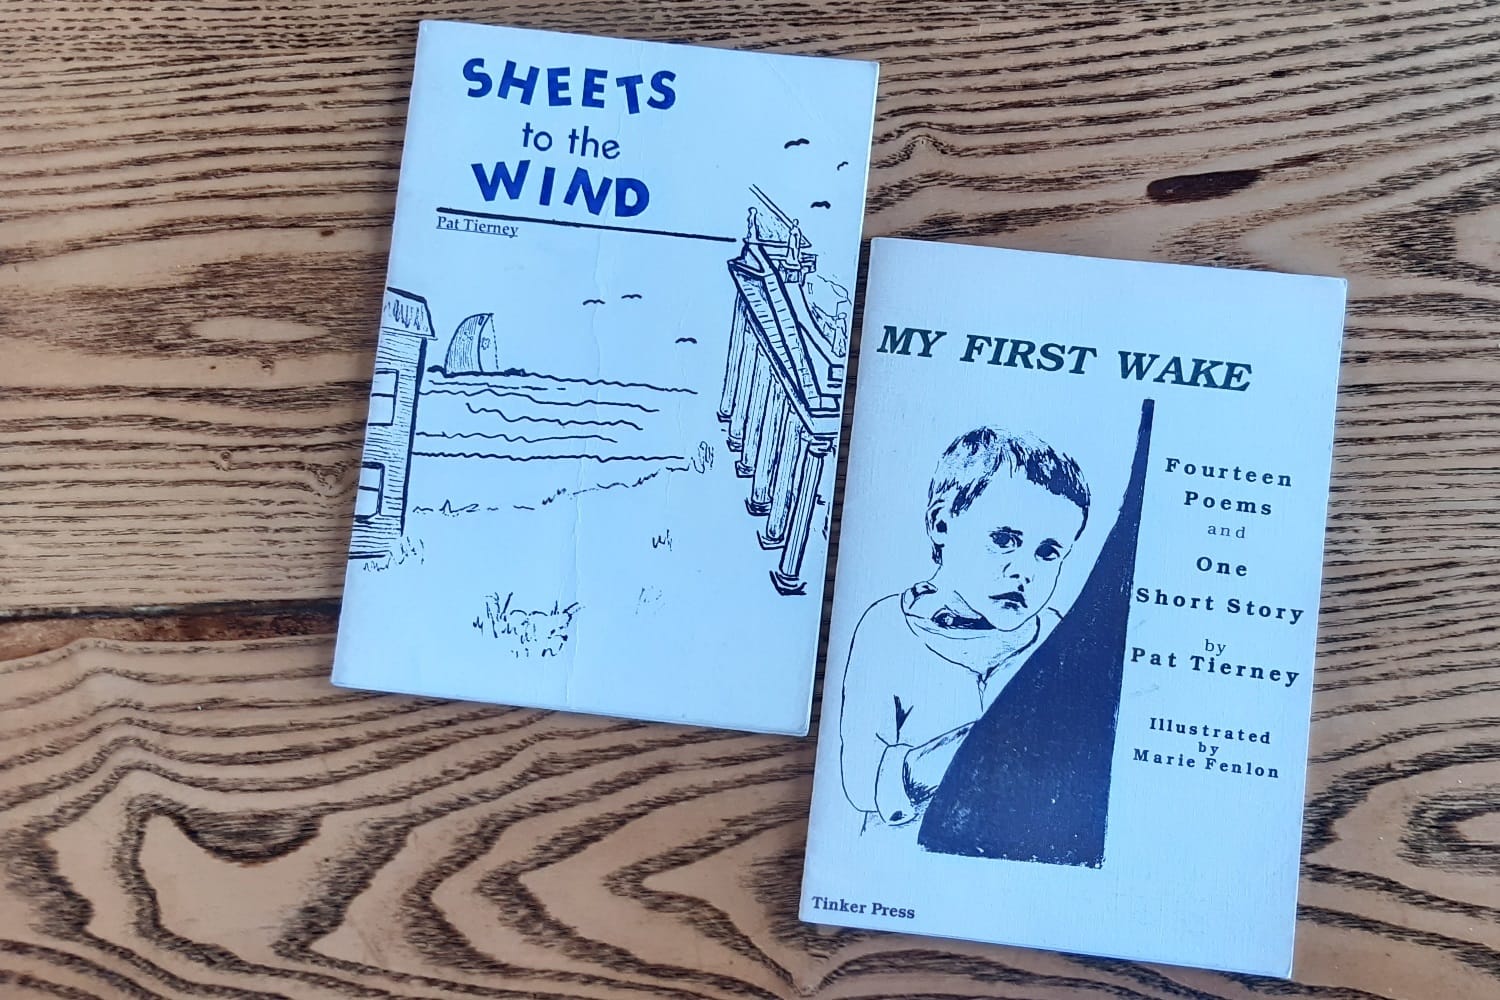 SHEETS
to the
WIND
Pat Tierney
MY FIRST WAKE
Fourteen
Poems
and
One
Short Story
by
Pat Tierney
Illustrated
by
Marie Fenlon
Tinker Press